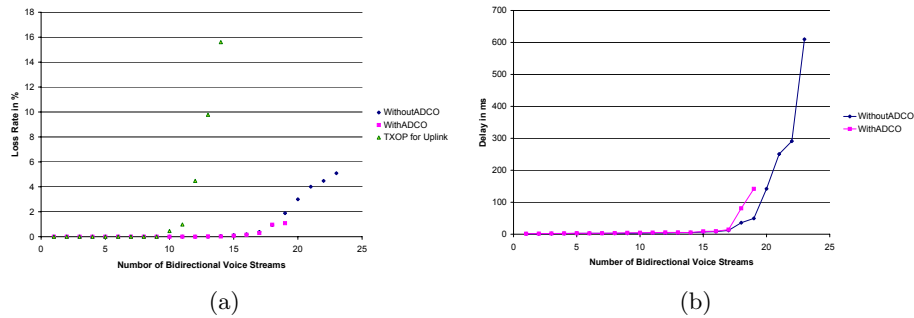 18
16
14
12
10
8
6
4
2
0
Loss Rate in %
0 5 10 15 20 25
Number of Bidirectional Voice Streams
WithoutADCO
WithADCO
TXOP for Uplink
(a)
700
600
500
400
300
200
100
0
Delay in ms
0 5 10 15 20 25
Number of Bidirectional Voice Streams
WithoutADCO
WithADCO
(b)